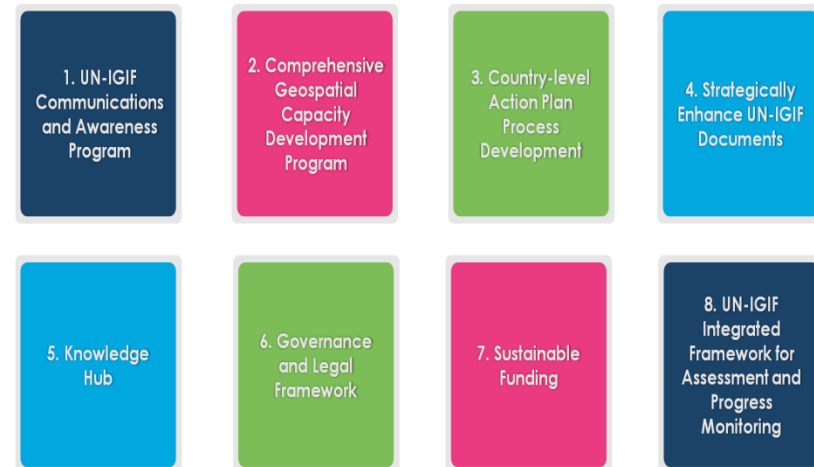 1. UN-IGIF
Communications
and Awareness
Program
2. Comprehensive
Geospatial
Capacity
Development
Program
3. Country-level
Action Plan
Process
Development
4. Strategically
Enhance UN-IGIF
Documents
5. Knowledge
Hub
6. Governance
and Legal
Framework
7. Sustainable
Funding
8. UN-IGIF
Integrated
Framework for
Assessment and
Progress
Monitoring